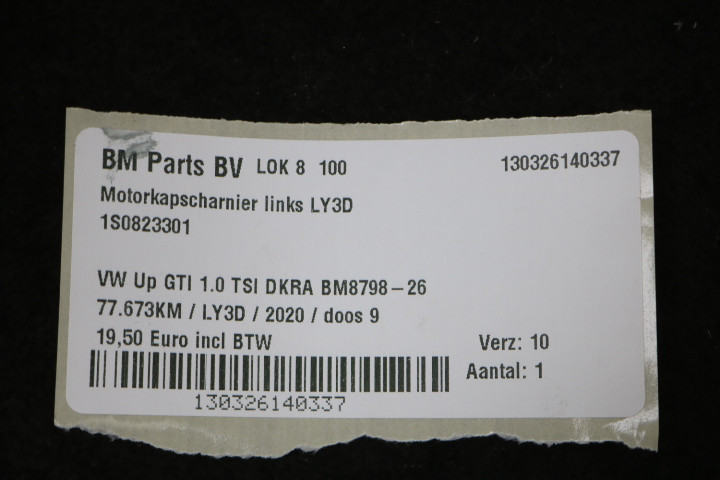 BM Parts BV LOK 8 100 130326140337
Motorkapscharnier links LY3D
1S0823301
VW Up GTI 1.0 TSI DKRA BM8798-26
77.673KM / LY3D / 2020 / doos 9
19,50 Euro incl BTW Verz: 10
Aantal: 1
130326140337